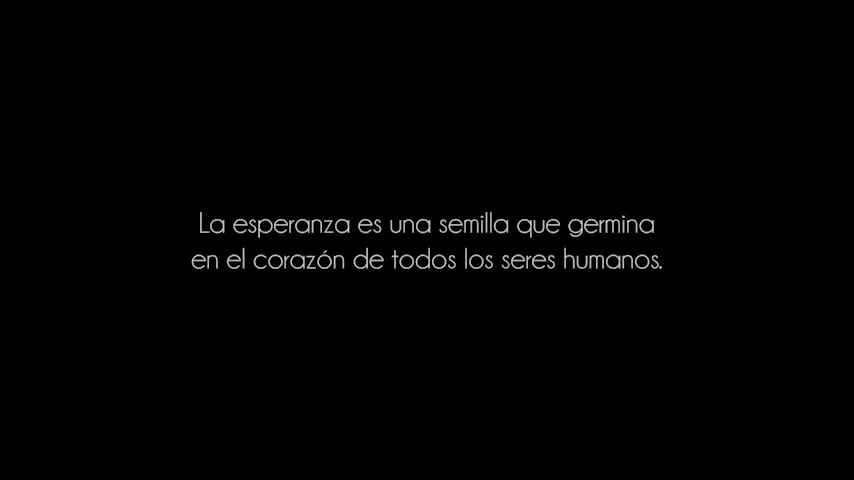 La esperanza es una semilla que germina
en el corazón de todos los seres humanos.